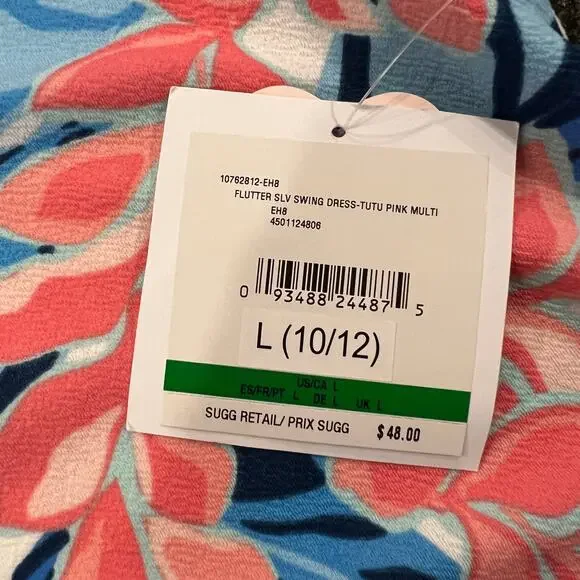 10762812-EH8
FLUTTER SLV SWING DRESS-TUTU PINK MULTI
EH8
4501124806
0 93488 24487 5
L (10/12)
US/CA L
ES/FR/PT L DE L UK L
SUGG RETAIL/ PRIX SUGG $48.00